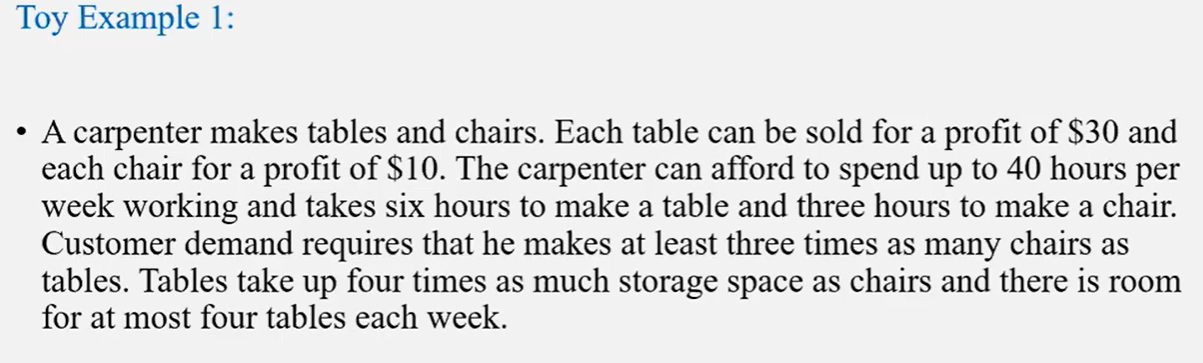 Toy Example 1:
• A carpenter makes tables and chairs. Each table can be sold for a profit of $30 and
each chair for a profit of $10. The carpenter can afford to spend up to 40 hours per
week working and takes six hours to make a table and three hours to make a chair.
Customer demand requires that he makes at least three times as many chairs as
tables. Tables take up four times as much storage space as chairs and there is room
for at most four tables each week.